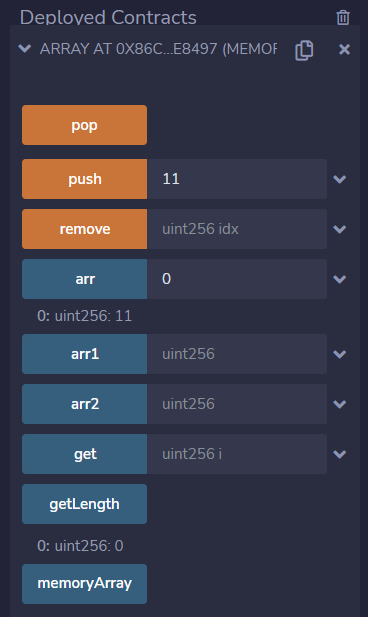 Deployed Contracts
ARRAY AT 0X86C...E8497 (MEMOR
pop
push 11
remove uint256 idx
arr 0
0: uint256: 11
arr1 uint256
arr2 uint256
get uint256 i
getLength
0: uint256: 0
memoryArray